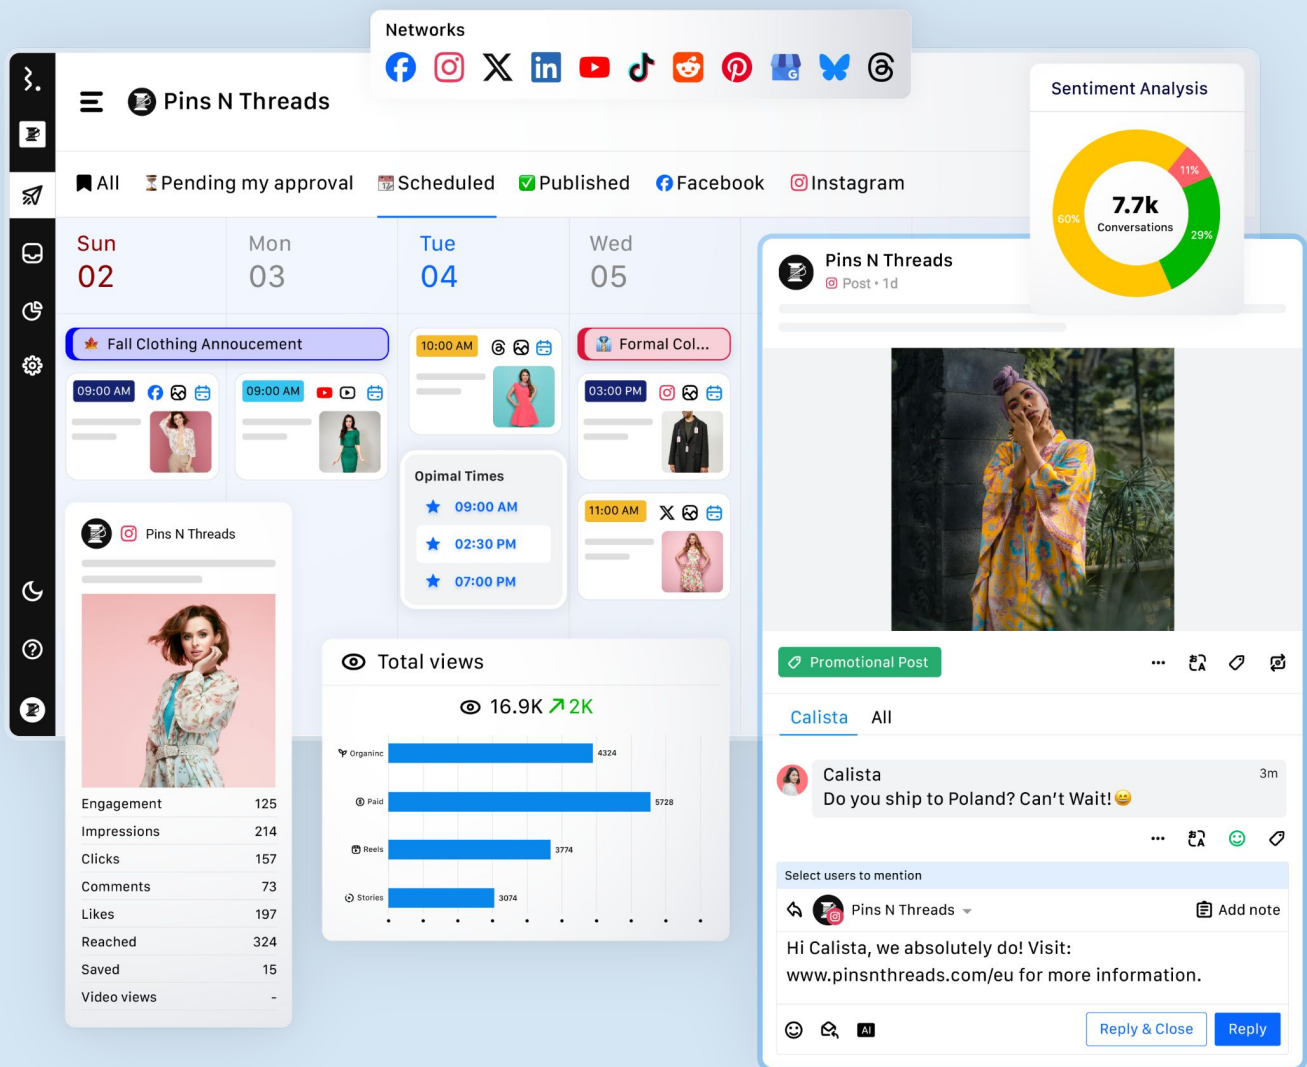 Networks
Pins N Threads
All
Pending my approval
Scheduled
Published
Facebook
Instagram
Sentiment Analysis
11%
60%
29%
7.7k
Conversations
Sun
02
Mon
03
Tue
04
Wed
05
Fall Clothing Annoucement
09:00 AM
09:00 AM
10:00 AM
Opimal Times
09:00 AM
02:30 PM
07:00 PM
Formal Col...
03:00 PM
11:00 AM
Pins N Threads
Engagement 125
Impressions 214
Clicks 157
Comments 73
Likes 197
Reached 324
Saved 15
Video views -
Total views
16.9K 2K
Organinc 4324
Paid 5728
Reels 3774
Stories 3074
Pins N Threads
Post • 1d
Promotional Post
Calista All
Calista 3m
Do you ship to Poland? Can't Wait!😄
Select users to mention
Pins N Threads
Add note
Hi Calista, we absolutely do! Visit:
www.pinsnthreads.com/eu for more information.
AI
Reply & Close
Reply